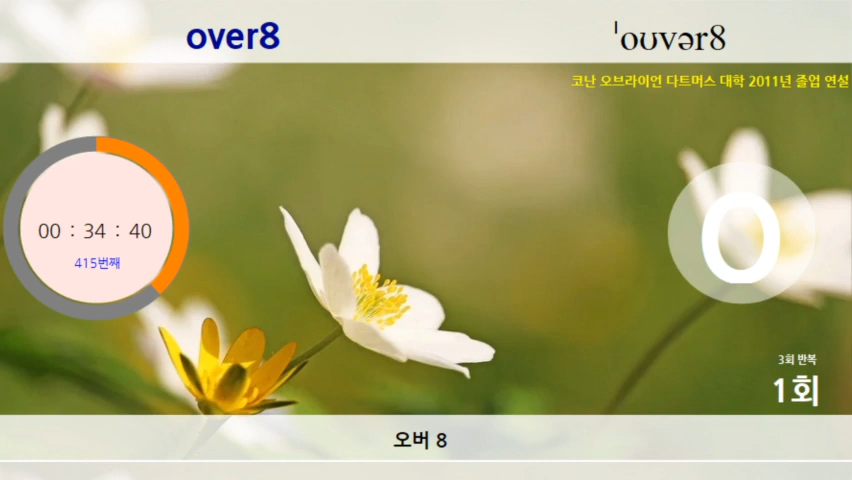 over8
ˈoʊvər8
코난 오브라이언 다트머스 대학 2011년 졸업 연설
00 : 34 : 40
415번째
O
3회 반복
1회
오버 8